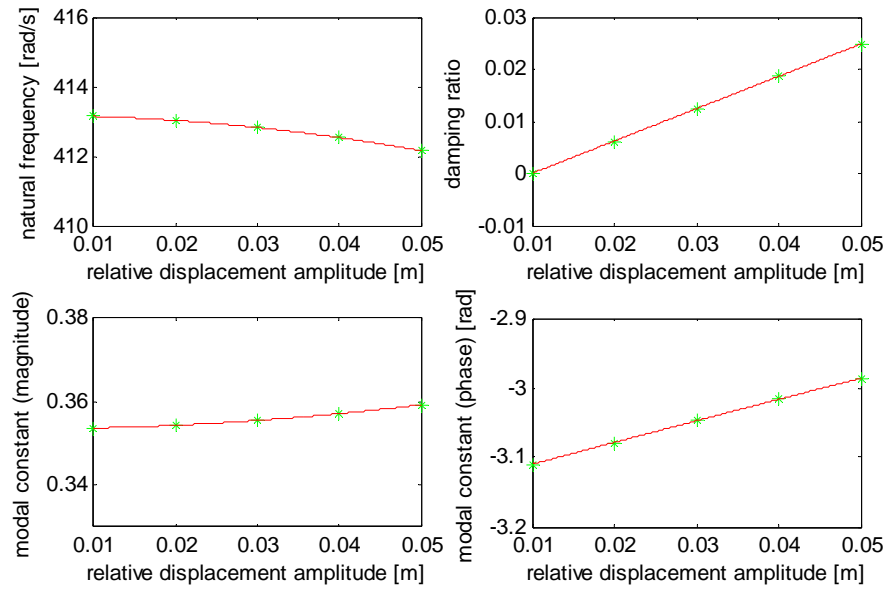 natural frequency [rad/s]
416
414
412
410
0.01 0.02 0.03 0.04 0.05
relative displacement amplitude [m]
damping ratio
0.03
0.02
0.01
0
-0.01
0.01 0.02 0.03 0.04 0.05
relative displacement amplitude [m]
modal constant (magnitude)
0.38
0.36
0.34
0.01 0.02 0.03 0.04 0.05
relative displacement amplitude [m]
modal constant (phase) [rad]
-2.9
-3
-3.1
-3.2
0.01 0.02 0.03 0.04 0.05
relative displacement amplitude [m]